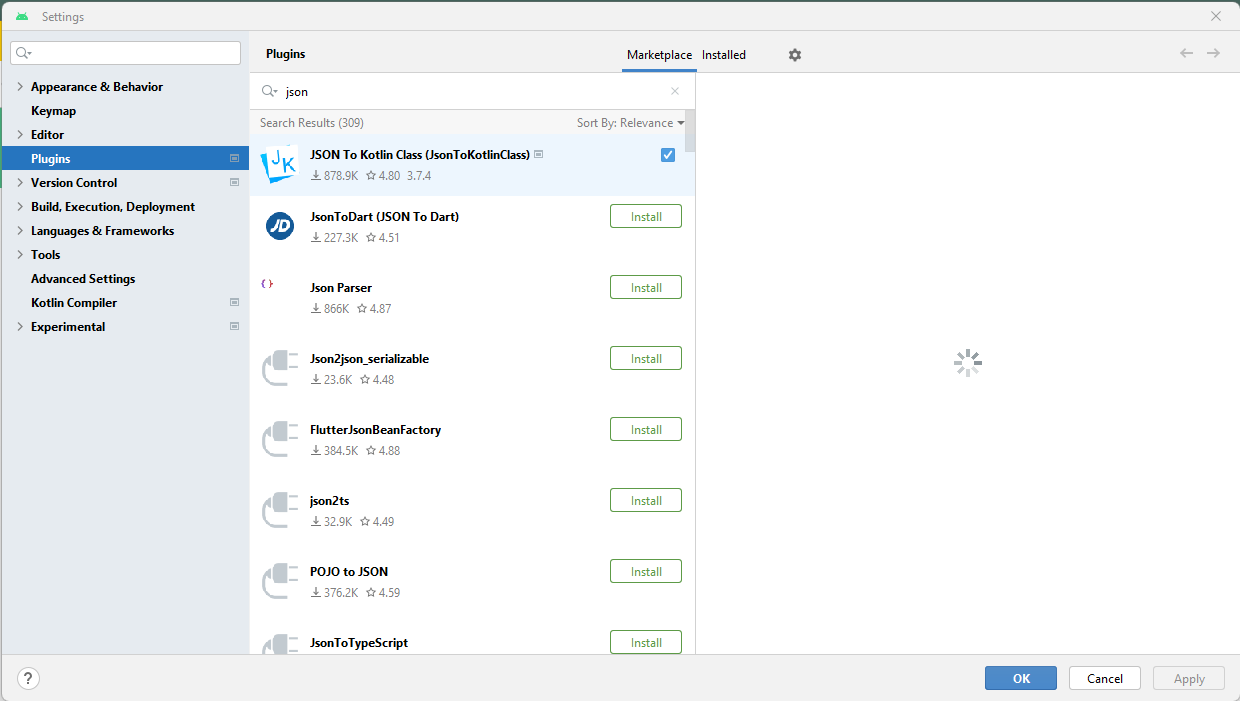 Settings
Plugins
Marketplace
Installed
Appearance & Behavior
Keymap
Editor
Plugins
Version Control
Build, Execution, Deployment
Languages & Frameworks
Tools
Advanced Settings
Kotlin Compiler
Experimental
json
Search Results (309)
Sort By: Relevance
JK
JSON To Kotlin Class (JsonToKotlinClass)
878.9K 4.80 3.7.4
JD
JsonToDart (JSON To Dart)
Install
227.3K 4.51
Json Parser
Install
866K 4.87
Json2json_serializable
Install
23.6K 4.48
FlutterJsonBeanFactory
Install
384.5K 4.88
json2ts
Install
32.9K 4.49
POJO to JSON
Install
376.2K 4.59
JsonToTypeScript
Install
?
OK
Cancel
Apply